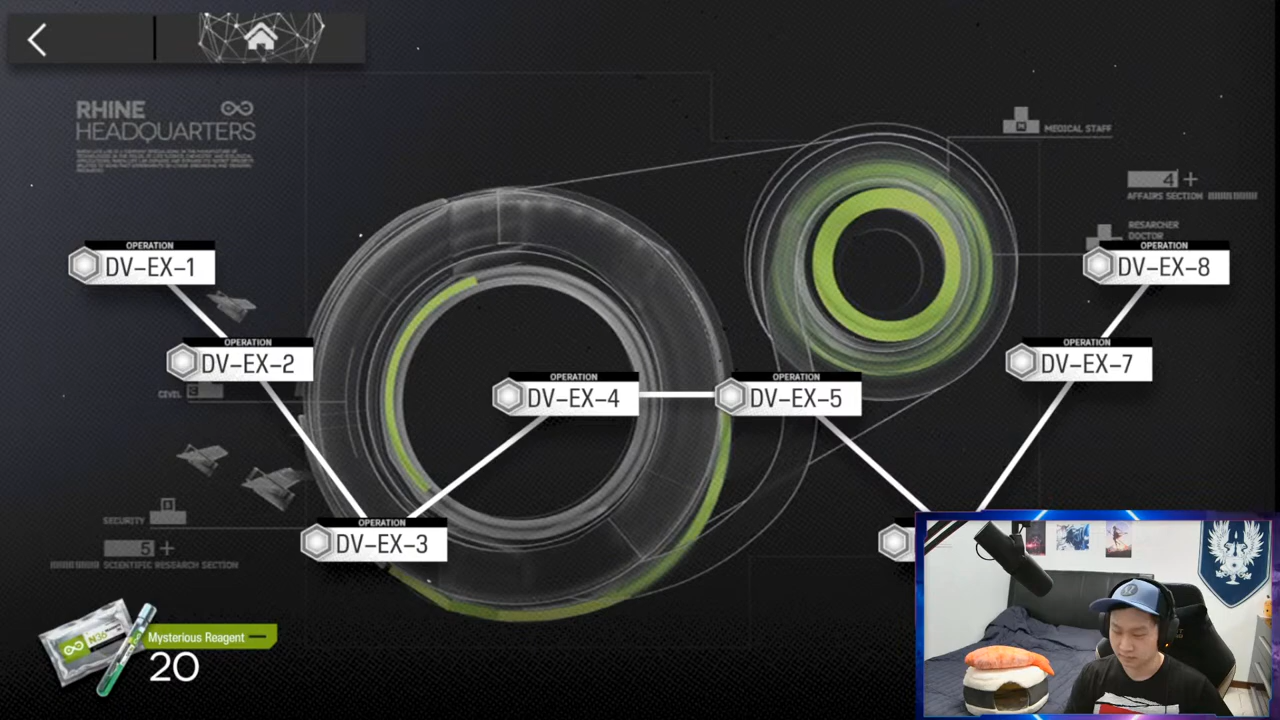 RHINE
HEADQUARTERS
MEDICAL STAFF
4 +
AFFAIRS SECTION
RESARCHER
DOCTOR
OPERATION
DV-EX-1
OPERATION
DV-EX-8
OPERATION
DV-EX-2
OPERATION
DV-EX-7
OPERATION
DV-EX-4
OPERATION
DV-EX-5
OPERATION
DV-EX-3
SECURITY
5 +
SCIENTIFIC RESEARCH SECTION
Mysterious Reagent
20